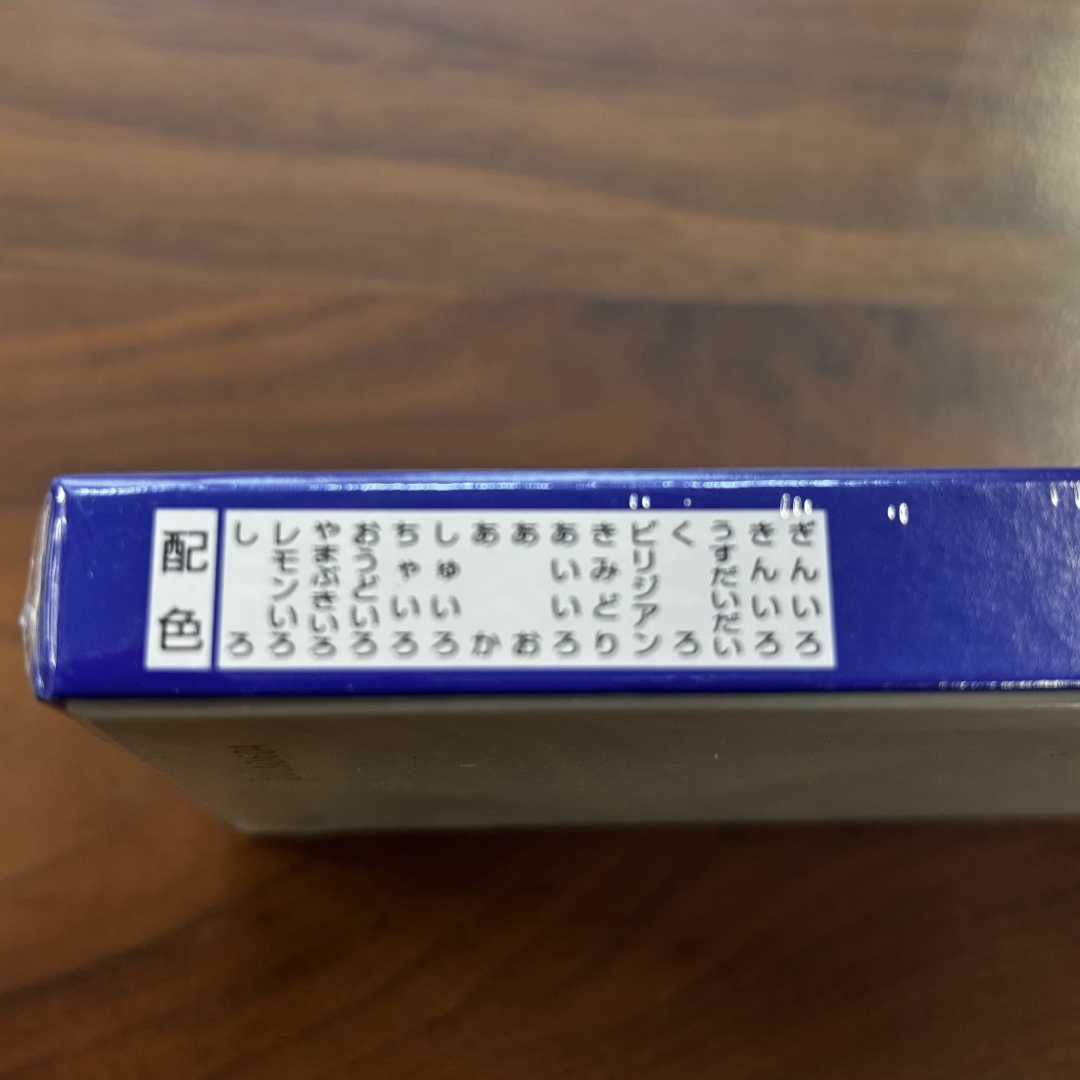 配色
しろ
レモンいろ
やまぶきいろ
おうどいろ
ちゃいろ
しゅいろ
あか
あお
あいいろ
きみどり
ビリジアン
くろ
うすだいだい
きんいろ
ぎんいろ